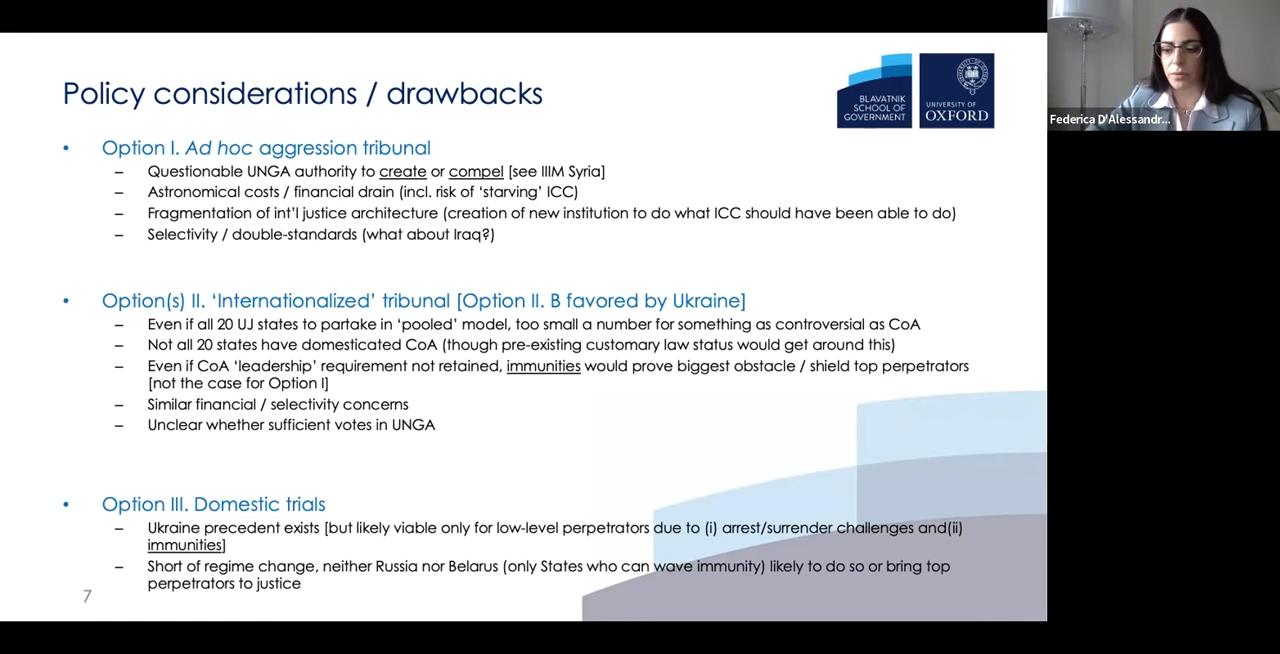 Policy considerations / drawbacks
BLAVATNIK
SCHOOL OF
GOVERNMENT
UNIVERSITY OF
OXFORD
Federica D'Alessandr...
• Option I. Ad hoc aggression tribunal
– Questionable UNGA authority to create or compel [see IIIM Syria]
– Astronomical costs / financial drain (incl. risk of ‘starving’ ICC)
– Fragmentation of int’l justice architecture (creation of new institution to do what ICC should have been able to do)
– Selectivity / double-standards (what about Iraq?)
• Option(s) II. ‘Internationalized’ tribunal [Option II. B favored by Ukraine]
– Even if all 20 UJ states to partake in ‘pooled’ model, too small a number for something as controversial as CoA
– Not all 20 states have domesticated CoA (though pre-existing customary law status would get around this)
– Even if CoA ‘leadership’ requirement not retained, immunities would prove biggest obstacle / shield top perpetrators
[not the case for Option I]
– Similar financial / selectivity concerns
– Unclear whether sufficient votes in UNGA
• Option III. Domestic trials
– Ukraine precedent exists [but likely viable only for low-level perpetrators due to (i) arrest/surrender challenges and(ii)
immunities]
– Short of regime change, neither Russia nor Belarus (only States who can wave immunity) likely to do so or bring top
perpetrators to justice
7